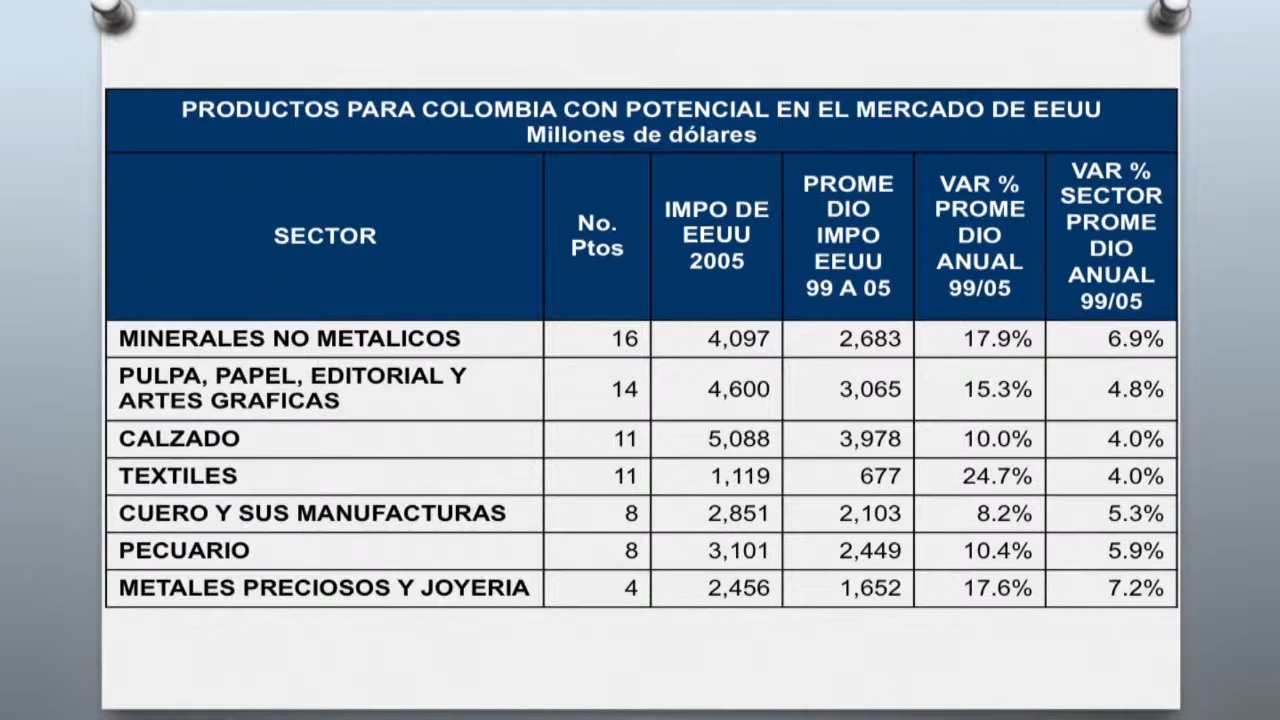 PRODUCTOS PARA COLOMBIA CON POTENCIAL EN EL MERCADO DE EEUU
Millones de dólares
SECTOR
No.
Ptos
IMPO DE
EEUU
2005
PROME
DIO
IMPO
EEUU
99 A 05
VAR %
PROME
DIO
ANUAL
99/05
VAR %
SECTOR
PROME
DIO
ANUAL
99/05
MINERALES NO METALICOS 16 4,097 2,683 17.9% 6.9%
PULPA, PAPEL, EDITORIAL Y
ARTES GRAFICAS 14 4,600 3,065 15.3% 4.8%
CALZADO 11 5,088 3,978 10.0% 4.0%
TEXTILES 11 1,119 677 24.7% 4.0%
CUERO Y SUS MANUFACTURAS 8 2,851 2,103 8.2% 5.3%
PECUARIO 8 3,101 2,449 10.4% 5.9%
METALES PRECIOSOS Y JOYERIA 4 2,456 1,652 17.6% 7.2%